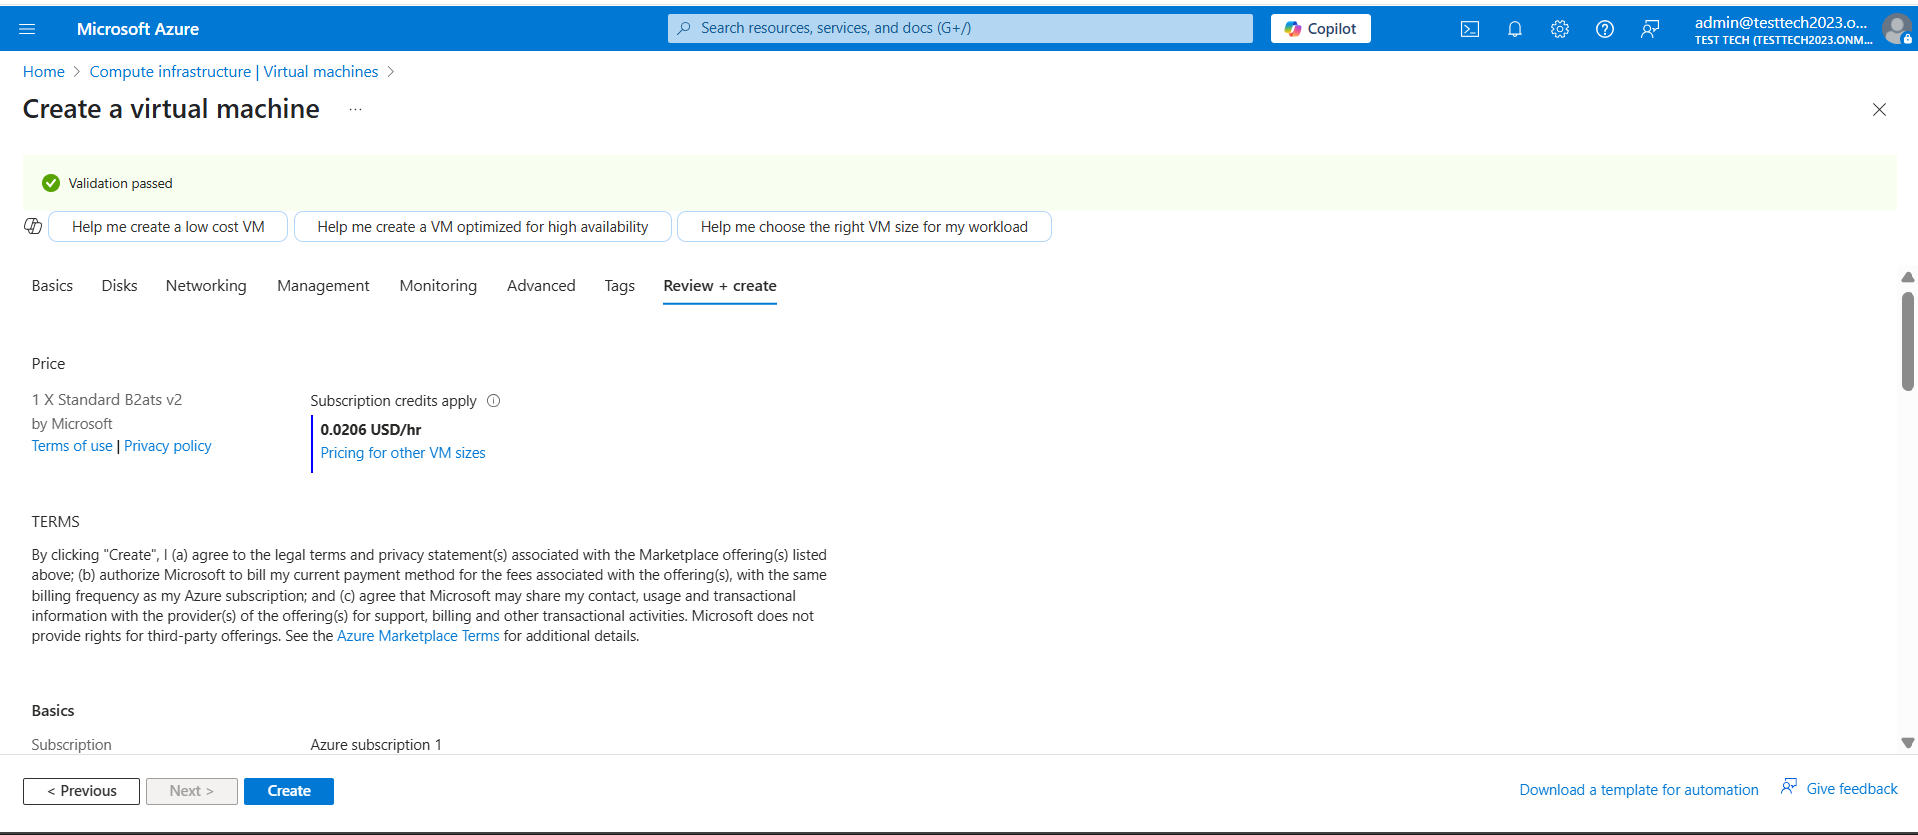 Microsoft Azure
Search resources, services, and docs (G+/)
Copilot
admin@testtech2023.o...
TEST TECH (TESTTECH2023.ONM...
Home > Compute infrastructure | Virtual machines >
Create a virtual machine ...
Validation passed
Help me create a low cost VM
Help me create a VM optimized for high availability
Help me choose the right VM size for my workload
Basics Disks Networking Management Monitoring Advanced Tags Review + create
Price
1 X Standard B2ats v2
by Microsoft
Terms of use | Privacy policy
Subscription credits apply
0.0206 USD/hr
Pricing for other VM sizes
TERMS
By clicking "Create", I (a) agree to the legal terms and privacy statement(s) associated with the Marketplace offering(s) listed
above; (b) authorize Microsoft to bill my current payment method for the fees associated with the offering(s), with the same
billing frequency as my Azure subscription; and (c) agree that Microsoft may share my contact, usage and transactional
information with the provider(s) of the offering(s) for support, billing and other transactional activities. Microsoft does not
provide rights for third-party offerings. See the Azure Marketplace Terms for additional details.
Basics
Subscription Azure subscription 1
< Previous
Next >
Create
Download a template for automation
Give feedback